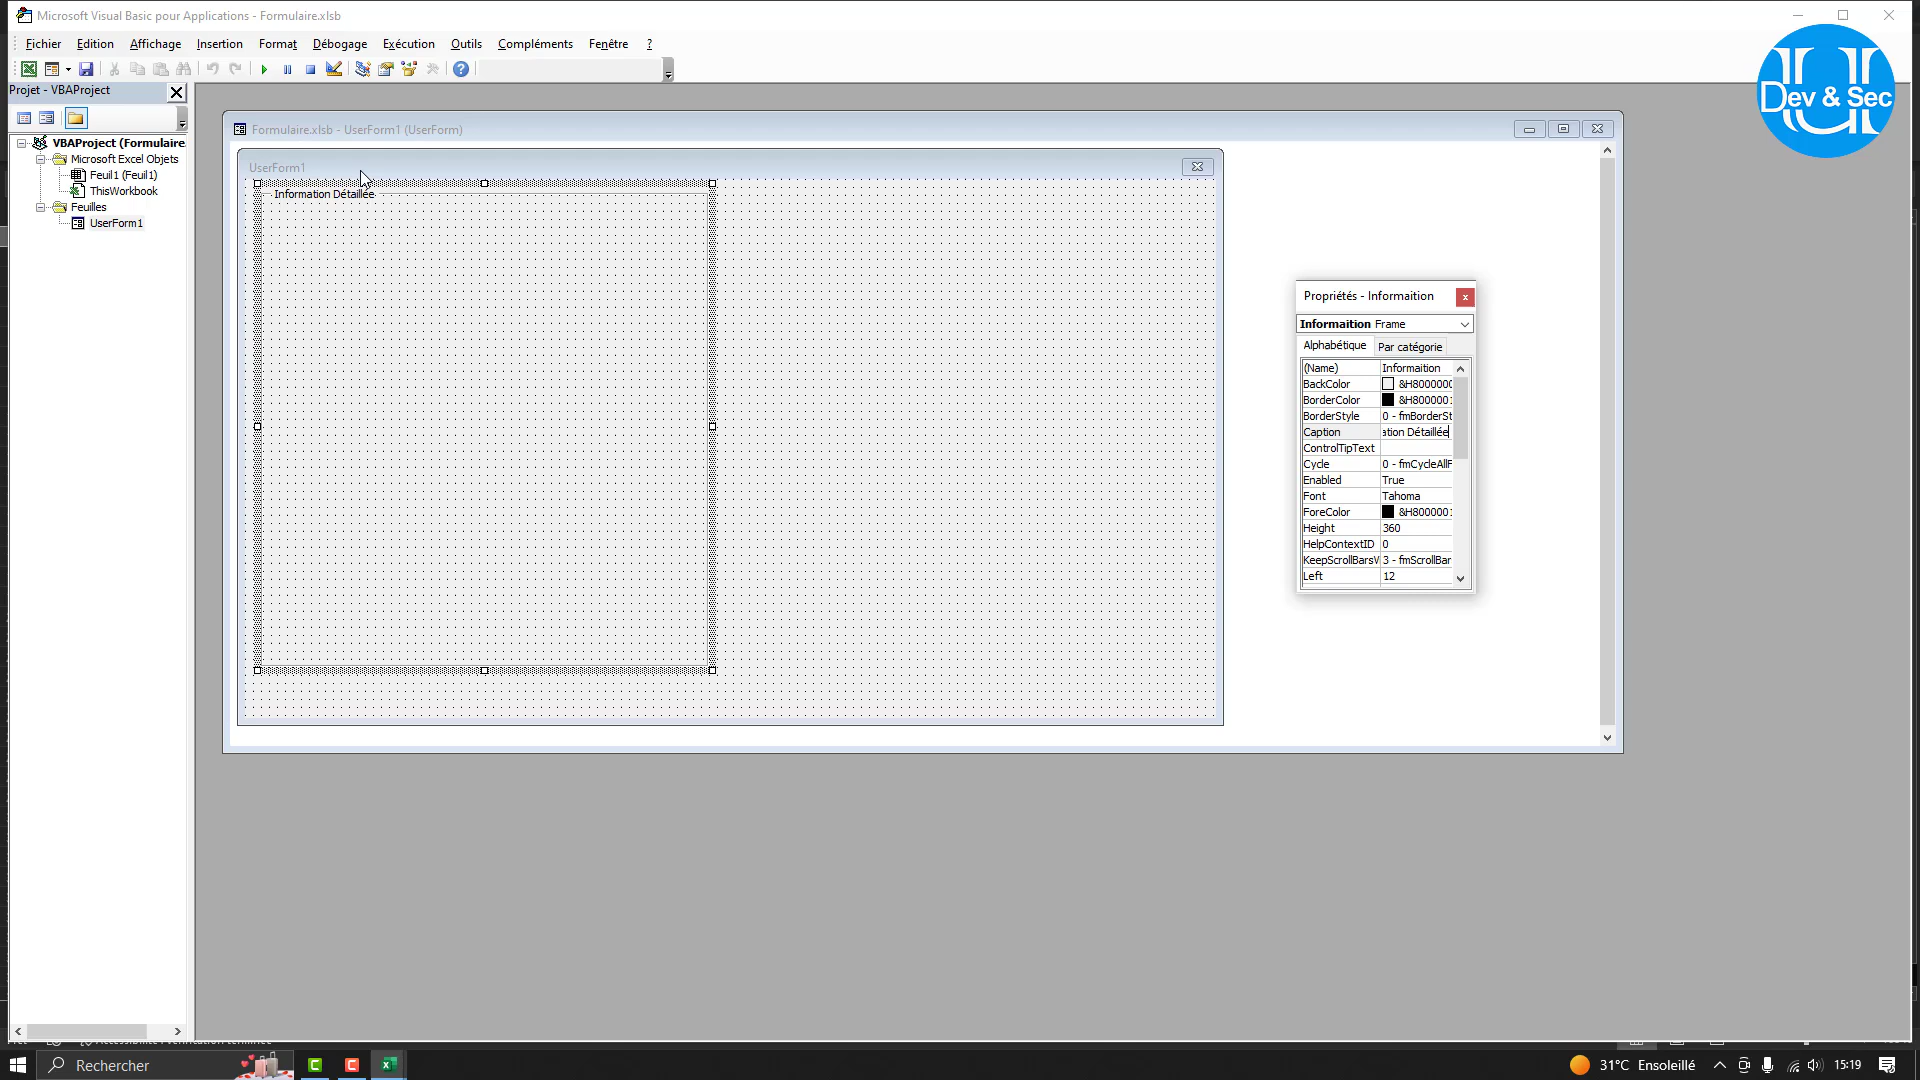 Microsoft Visual Basic pour Applications - Formulaire.xlsb
Fichier Edition Affichage Insertion Format Débogage Exécution Outils Compléments Fenêtre ?
Dev & Sec
Projet - VBAProject
VBAProject (Formulaire.
Microsoft Excel Objets
Feuil1 (Feuil1)
ThisWorkbook
Feuilles
UserForm1
Formulaire.xlsb - UserForm1 (UserForm)
UserForm1
Information Détaillée
Propriétés - Informaition
Informaition Frame
Alphabétique Par catégorie
(Name) Informaition
BackColor &H8000000
BorderColor &H8000001
BorderStyle 0 - fmBorderSt
Caption ation Détaillée
ControlTipText
Cycle 0 - fmCycleAllF
Enabled True
Font Tahoma
ForeColor &H8000001
Height 360
HelpContextID 0
KeepScrollBarsV 3 - fmScrollBar
Left 12
Rechercher
31°C Ensoleillé
15:19